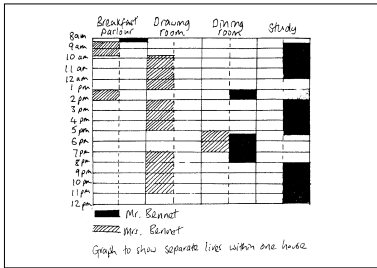 Breakfast parlour Drawing room Dining room Study
8am
9am
10 am
11 am
12 am
1 pm
2 pm
3 pm
4 pm
5 pm
6 pm
7 pm
8 pm
9 pm
10 pm
11 pm
12 pm
Mr. Bennet
Mrs. Bennet
Graph to show separate lives within one house